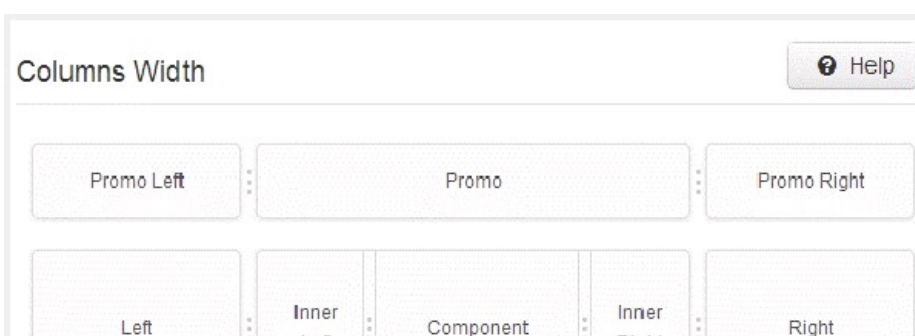 Columns Width
Help
Promo Left
Promo
Promo Right
Left
Inner
Component
Inner
Right